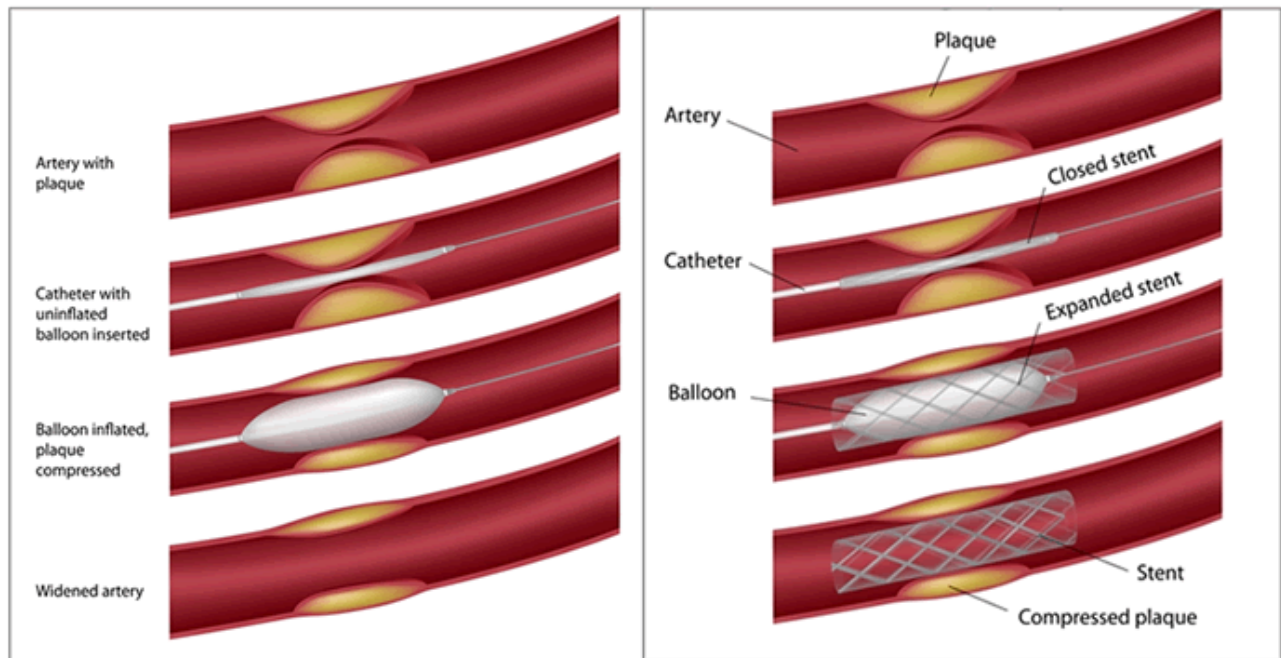 Artery with
plaque
Catheter with
uninflated
balloon inserted
Balloon inflated,
plaque
compressed
Widened artery
Plaque
Artery
Closed stent
Catheter
Expanded stent
Balloon
Stent
Compressed plaque